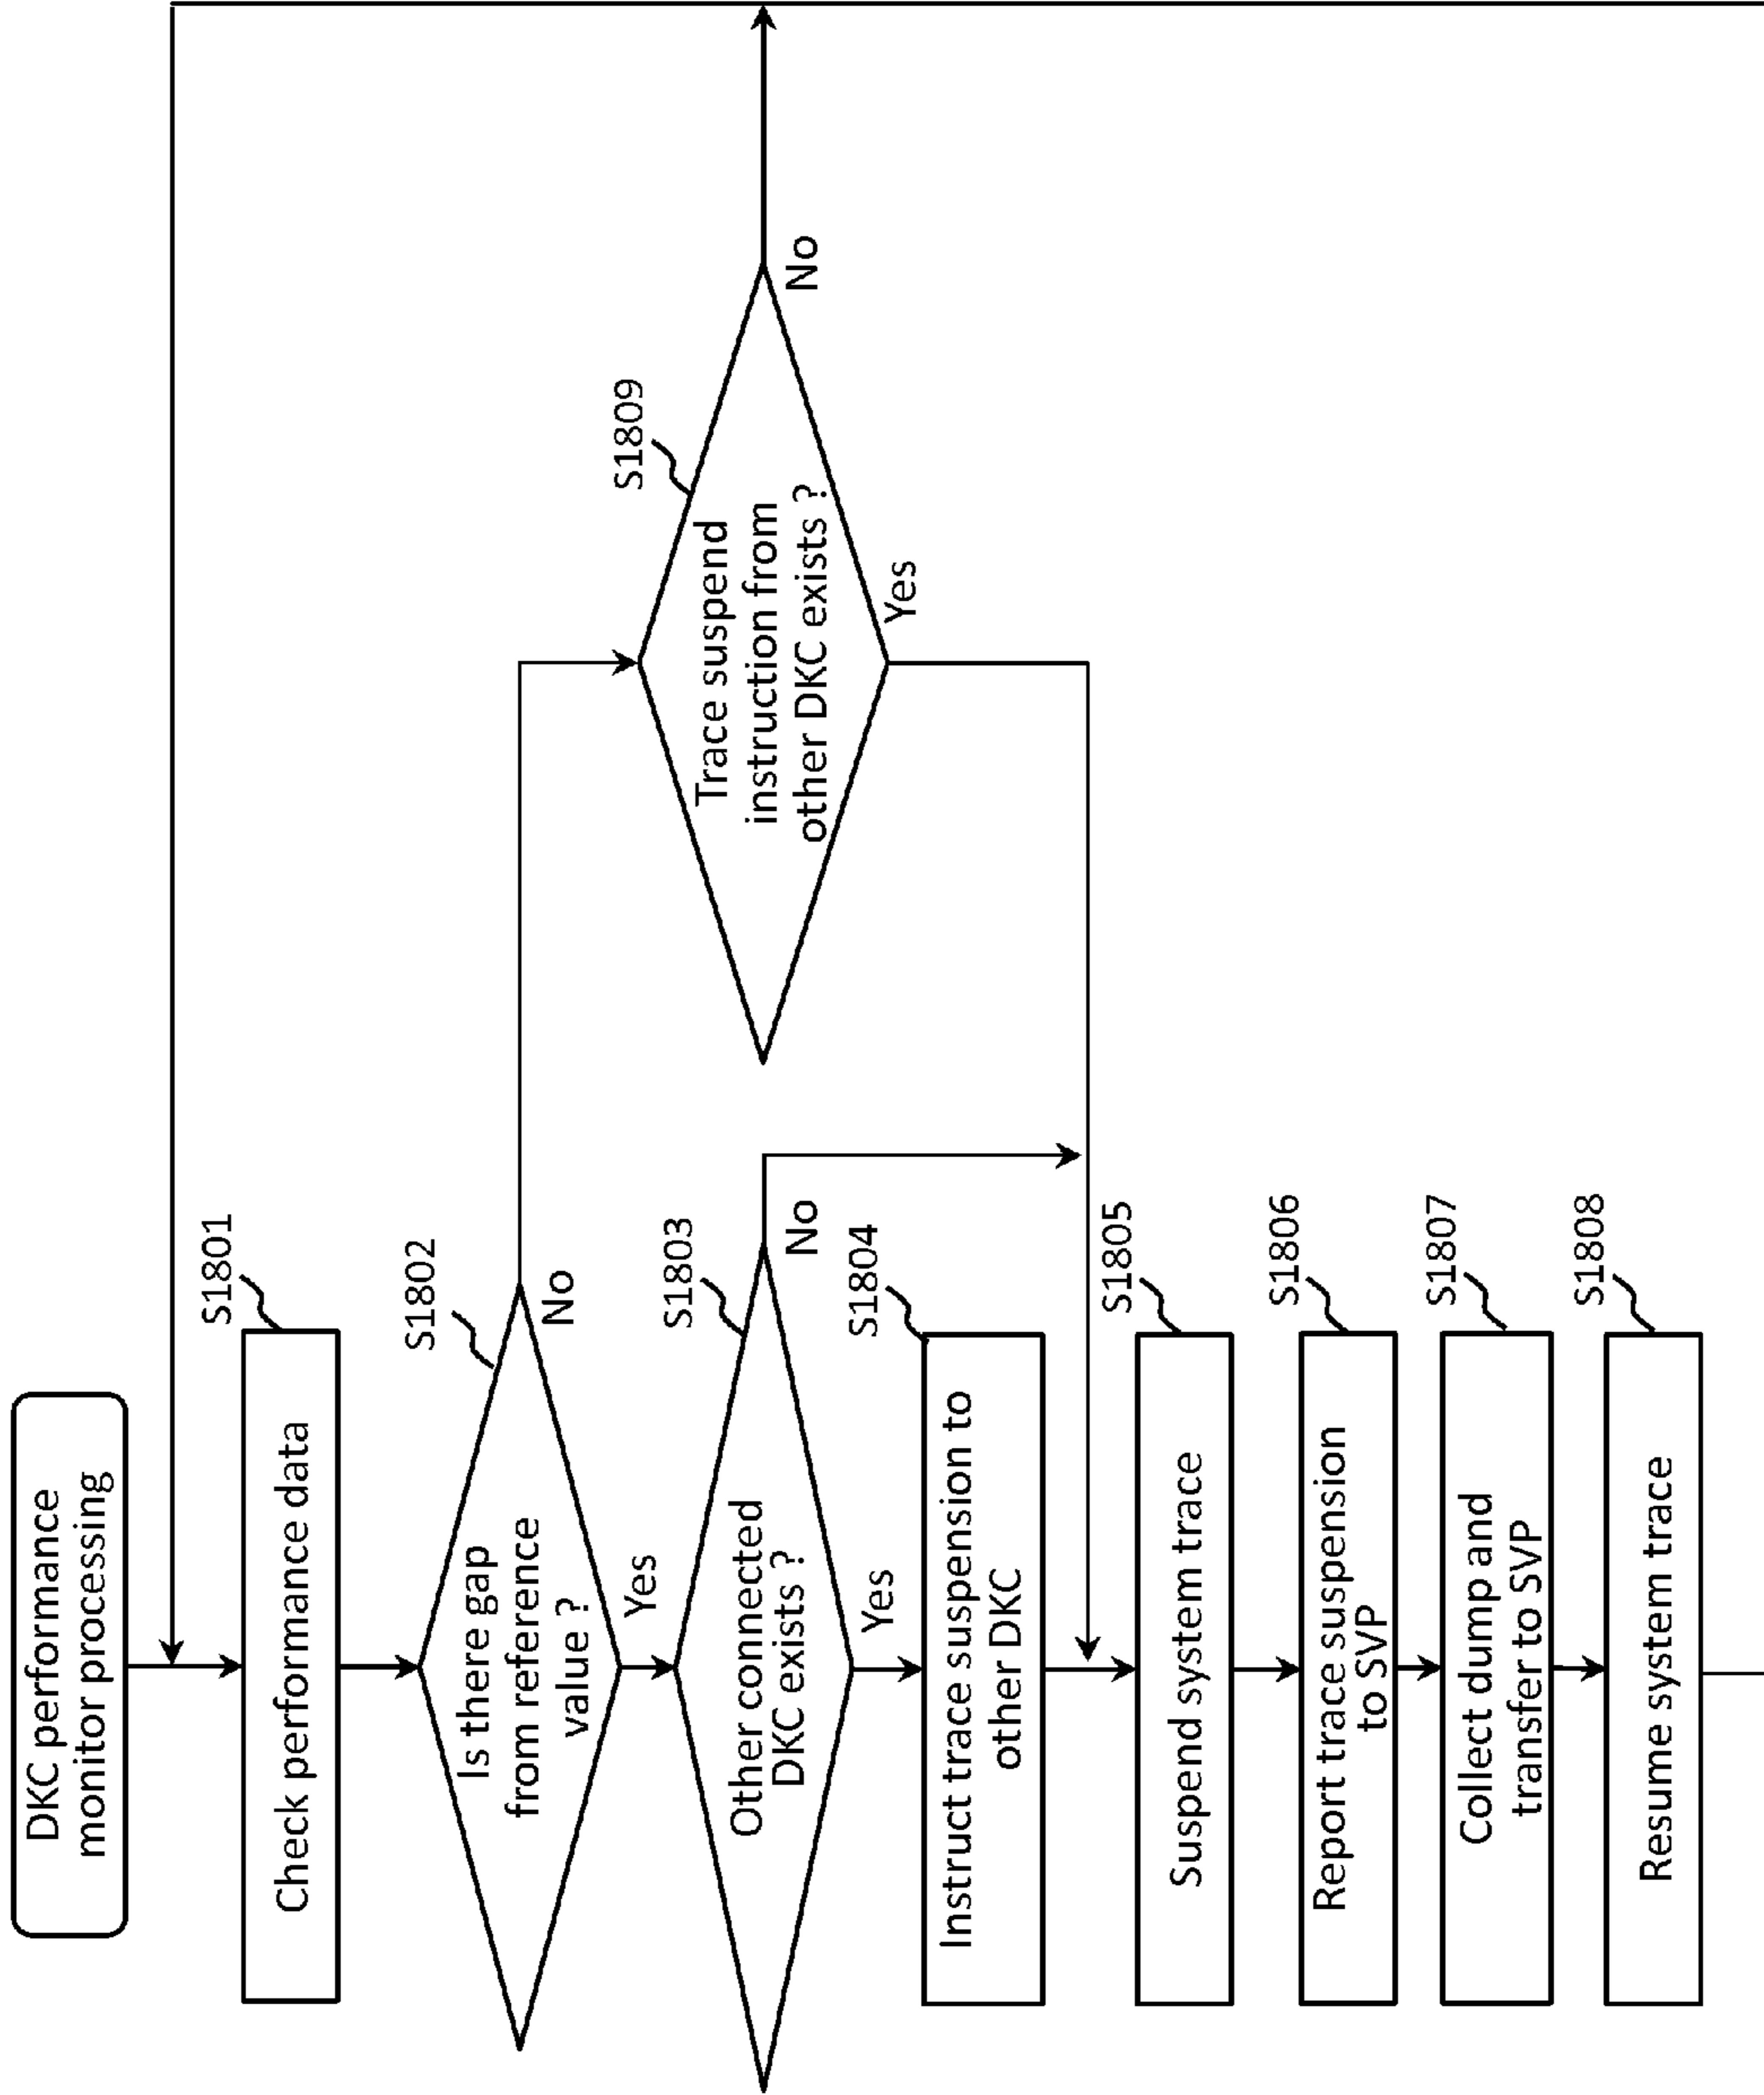 DKC performance
monitor processing
S1801
Check performance data
S1802
Is there gap
from reference
value ?
No
Yes
S1803
Other connected
DKC exists ?
No
Yes
S1804
Instruct trace suspension to
other DKC
S1809
Trace suspend
instruction from
other DKC exists ?
No
Yes
S1805
Suspend system trace
S1806
Report trace suspension
to SVP
S1807
Collect dump and
transfer to SVP
S1808
Resume system trace